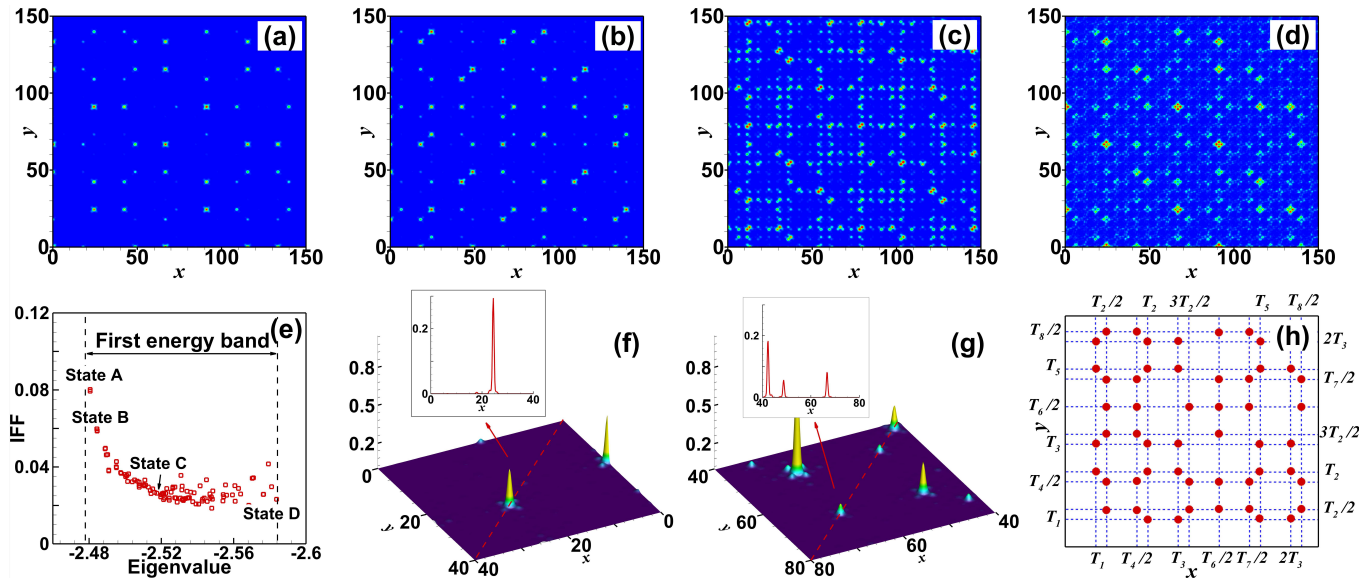 (a)
150
100
50
0
y
0 50 100 150
x
(b)
150
100
50
0
y
0 50 100 150
x
(c)
150
100
50
0
y
0 50 100 150
x
(d)
150
100
50
0
y
0 50 100 150
x
(e)
0.12
0.08
0.04
0
IFF
First energy band
State A
State B
State C
State D
-2.48 -2.52 -2.56 -2.6
Eigenvalue
(f)
0.8
0.5
0.2
0.2
0
0 20 40
x
0
20
40
y
40
20
0
x
(g)
0.8
0.5
0.2
0.2
0
40 60 80
x
40
60
80
y
80
60
40
x
(h)
T2/2 T2 3T2/2 T5 T8/2
T8/2
T5
T6/2
T3
T4/2
T1
y
2T3
T7/2
3T2/2
T2
T2/2
T1 T4/2 T3 T6/2 T7/2 2T3
x